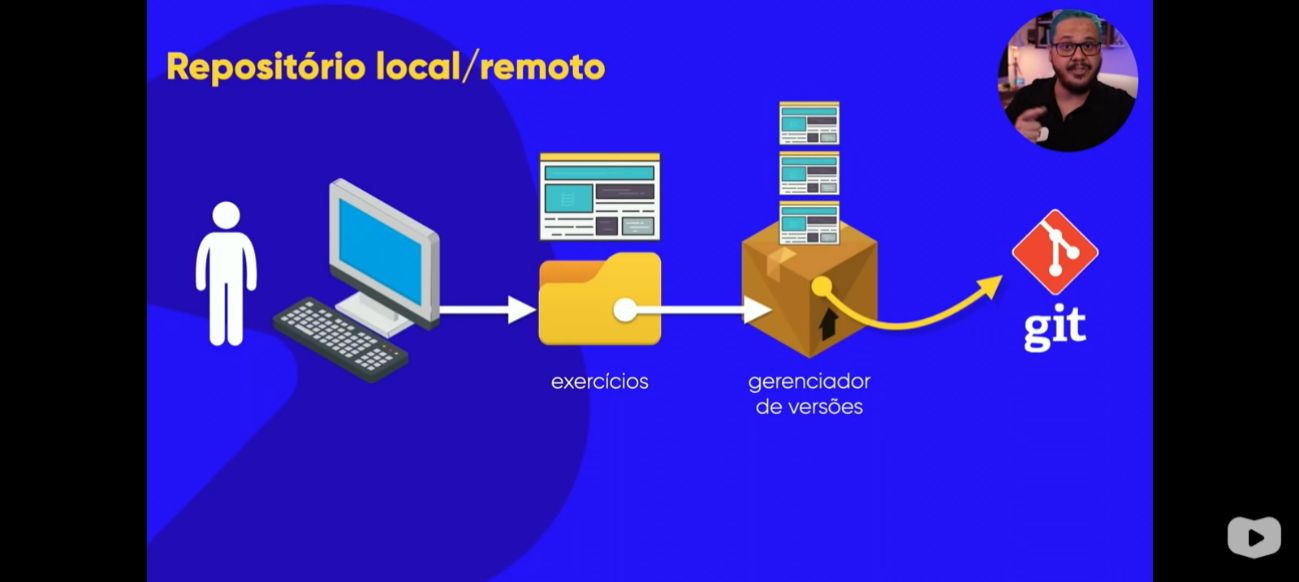 Repositório local/remoto
exercícios
gerenciador
de versões
git